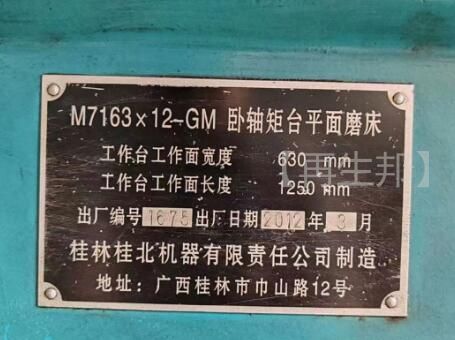 M7163×12-GM 卧轴矩台平面磨床
工作台工作面宽度 630 mm
工作台工作面长度 1250 mm
【再生邦】
出厂编号 1675 出厂日期 2012 年 3 月
桂林桂北机器有限责任公司制造
地址：广西桂林市巾山路12号